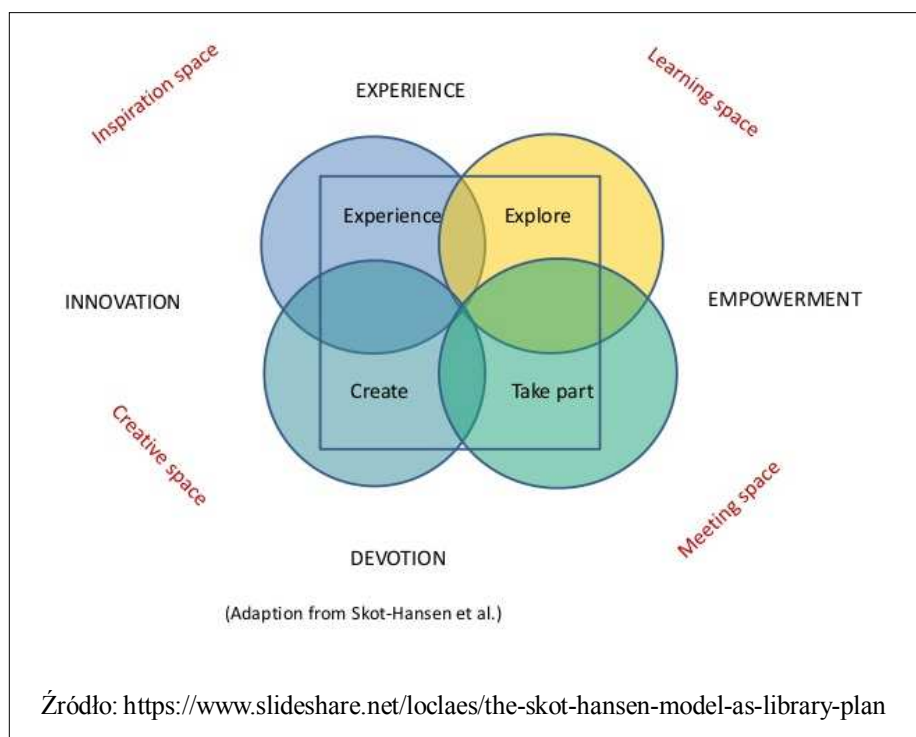 Inspiration space
Learning space
EXPERIENCE
Experience
Explore
INNOVATION
EMPOWERMENT
Create
Take part
Creative space
Meeting space
DEVOTION
(Adaption from Skot-Hansen et al.)
Źródło: https://www.slideshare.net/loclaes/the-skot-hansen-model-as-library-plan